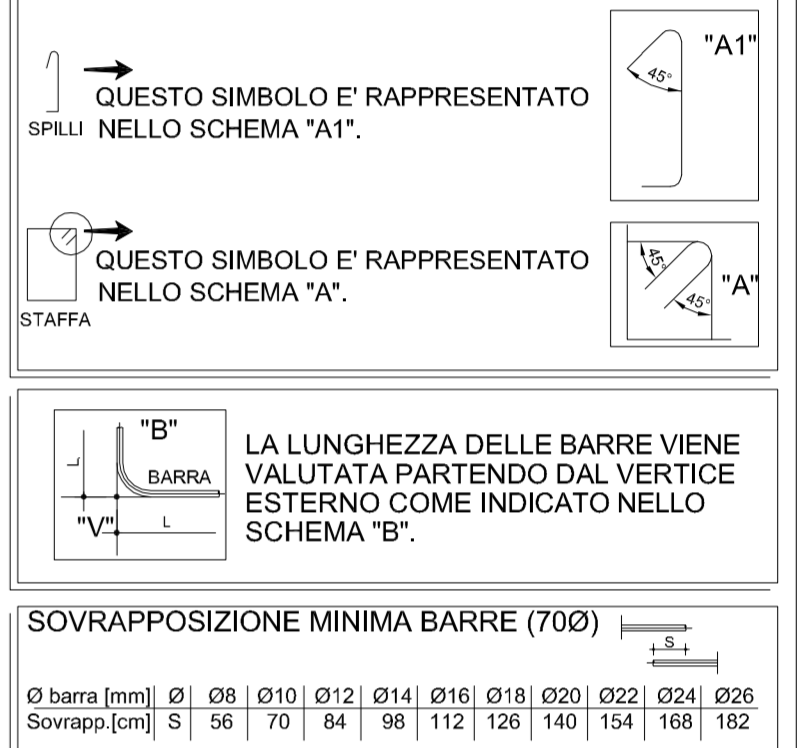 "A1"
45°
QUESTO SIMBOLO E' RAPPRESENTATO
SPILLI NELLO SCHEMA "A1".
QUESTO SIMBOLO E' RAPPRESENTATO
NELLO SCHEMA "A".
STAFFA
45°
"A"
45°
"B"
L
BARRA
"V"
L
LA LUNGHEZZA DELLE BARRE VIENE
VALUTATA PARTENDO DAL VERTICE
ESTERNO COME INDICATO NELLO
SCHEMA "B".
SOVRAPPOSIZIONE MINIMA BARRE (70Ø)
S
Ø barra [mm] Ø Ø8 Ø10 Ø12 Ø14 Ø16 Ø18 Ø20 Ø22 Ø24 Ø26
Sovrapp.[cm] S 56 70 84 98 112 126 140 154 168 182